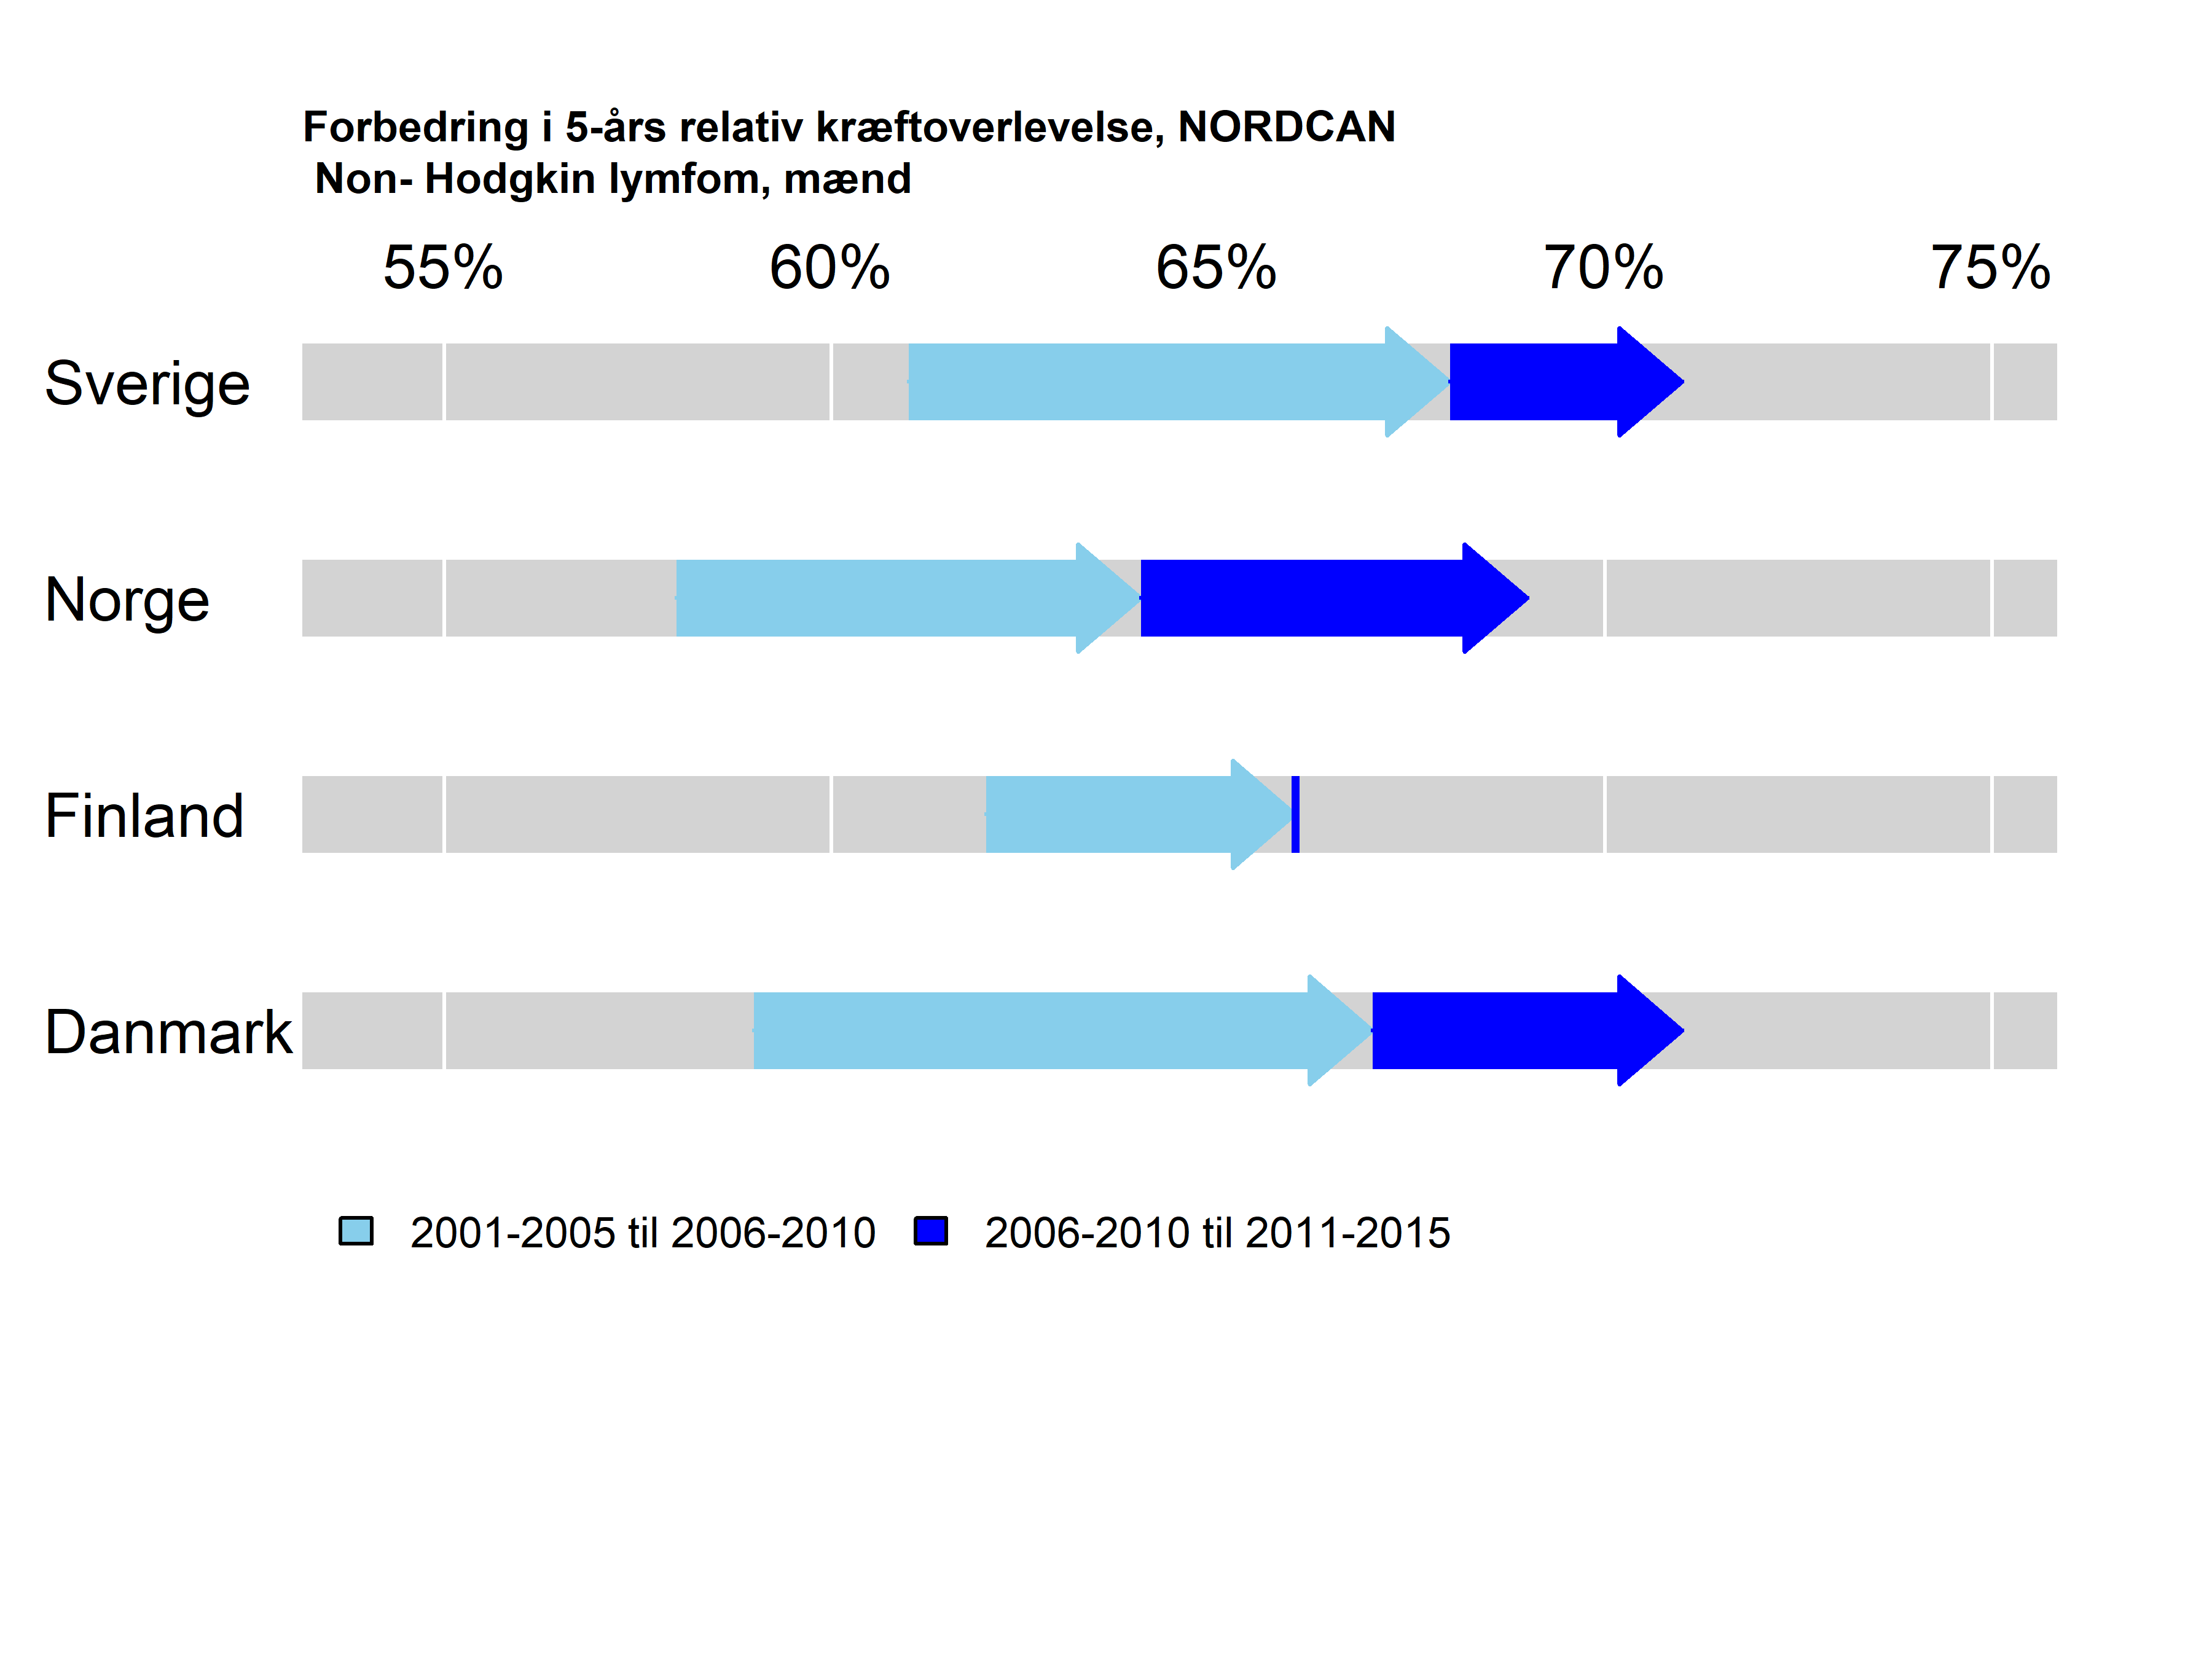 Forbedring i 5-års relativ kræftoverlevelse, NORDCAN
Non- Hodgkin lymfom, mænd
55% 60% 65% 70% 75%
Sverige
Norge
Finland
Danmark
2001-2005 til 2006-2010 2006-2010 til 2011-2015